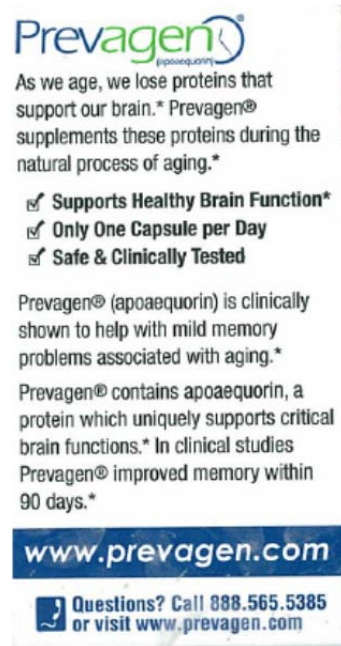 Prevagen®
(apoaequorin)
As we age, we lose proteins that
support our brain.* Prevagen®
supplements these proteins during the
natural process of aging.*
Supports Healthy Brain Function*
Only One Capsule per Day
Safe & Clinically Tested
Prevagen® (apoaequorin) is clinically
shown to help with mild memory
problems associated with aging.*
Prevagen® contains apoaequorin, a
protein which uniquely supports critical
brain functions.* In clinical studies
Prevagen® improved memory within
90 days.*
www.prevagen.com
Questions? Call 888.565.5385
or visit www.prevagen.com